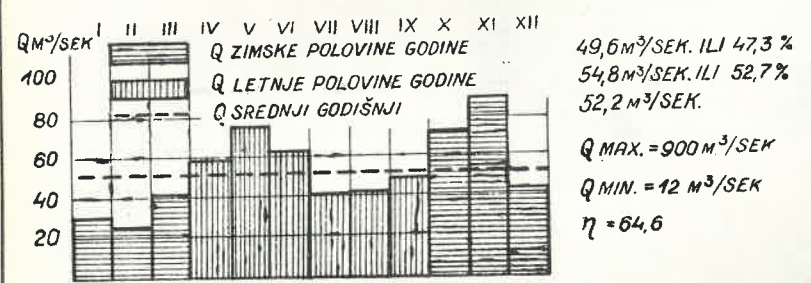 I II III IV V VI VII VIII IX X XI XII
QM³/SEK
Q ZIMSKE POLOVINE GODINE 49,6 M³/SEK. ILI 47,3 %
100 Q LETNJE POLOVINE GODINE 54,8 M³/SEK. ILI 52,7 %
Q SREDNJI GODIŠNJI 52,2 M³/SEK.
80
Q MAX. = 900 M³/SEK
60
Q MIN. = 12 M³/SEK
40
η = 64,6
20